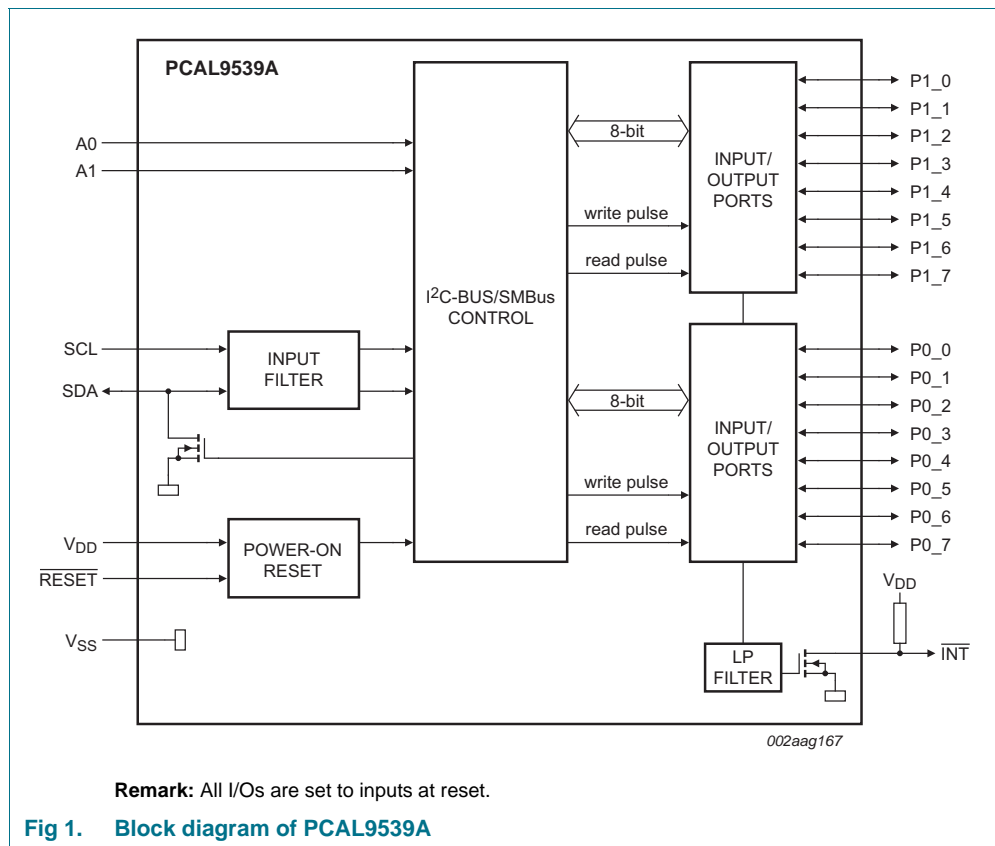 PCAL9539A
A0
A1
SCL
SDA
VDD
RESET
VSS
INPUT
FILTER
POWER-ON
RESET
I2C-BUS/SMBus
CONTROL
8-bit
write pulse
read pulse
8-bit
write pulse
read pulse
INPUT/
OUTPUT
PORTS
INPUT/
OUTPUT
PORTS
LP
FILTER
P1_0
P1_1
P1_2
P1_3
P1_4
P1_5
P1_6
P1_7
P0_0
P0_1
P0_2
P0_3
P0_4
P0_5
P0_6
P0_7
VDD
INT
002aag167
Remark: All I/Os are set to inputs at reset.
Fig 1. Block diagram of PCAL9539A